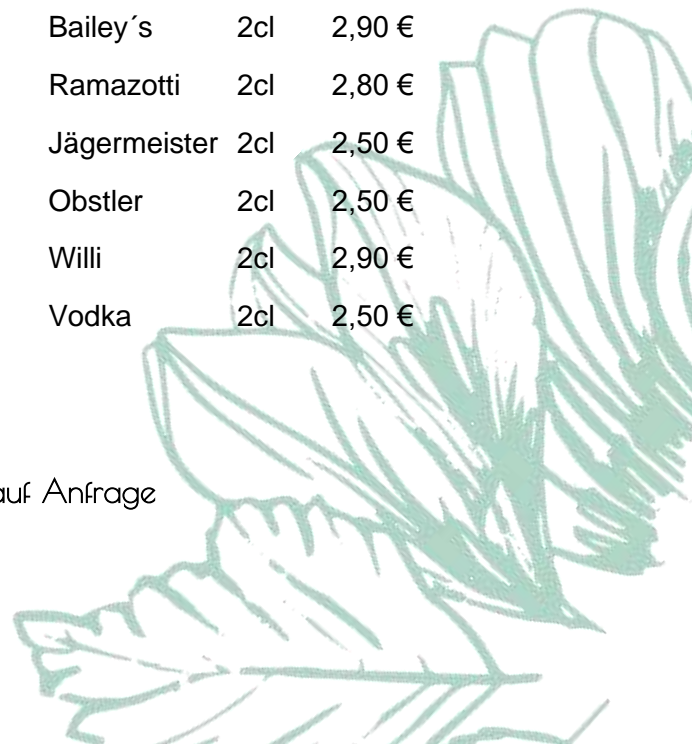 Bailey´s 2cl 2,90 €
Ramazotti 2cl 2,80 €
Jägermeister 2cl 2,50 €
Obstler 2cl 2,50 €
Willi 2cl 2,90 €
Vodka 2cl 2,50 €
auf Anfrage